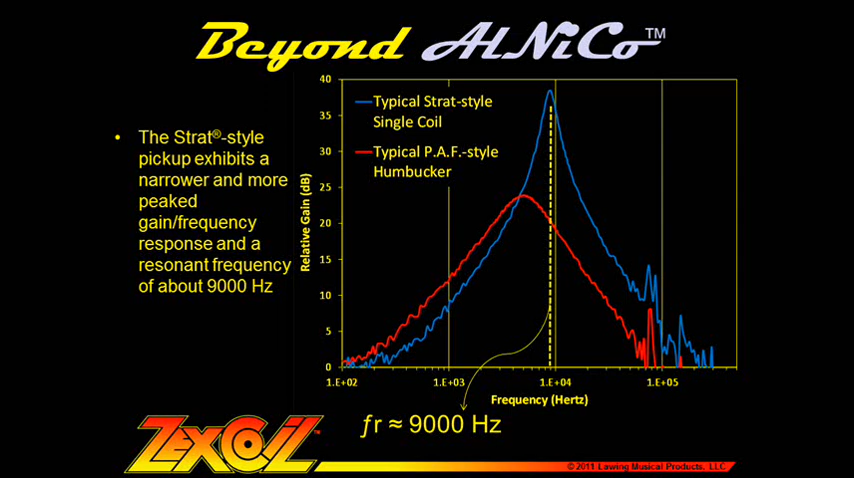 Beyond AlNiCo™
• The Strat®-style
pickup exhibits a
narrower and more
peaked
gain/frequency
response and a
resonant frequency
of about 9000 Hz
Relative Gain (dB)
40
35
30
25
20
15
10
5
0
Typical Strat-style
Single Coil
Typical P.A.F.-style
Humbucker
1.E+02
1.E+03
1.E+04
1.E+05
Frequency (Hertz)
ƒr ≈ 9000 Hz
ZEXCOIL™
©2011 Lawing Musical Products, LLC